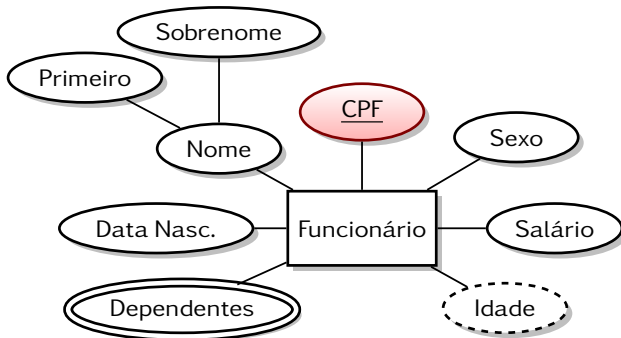 Sobrenome
Primeiro
CPF
Sexo
Nome
Data Nasc.
Funcionário
Salário
Dependentes
Idade